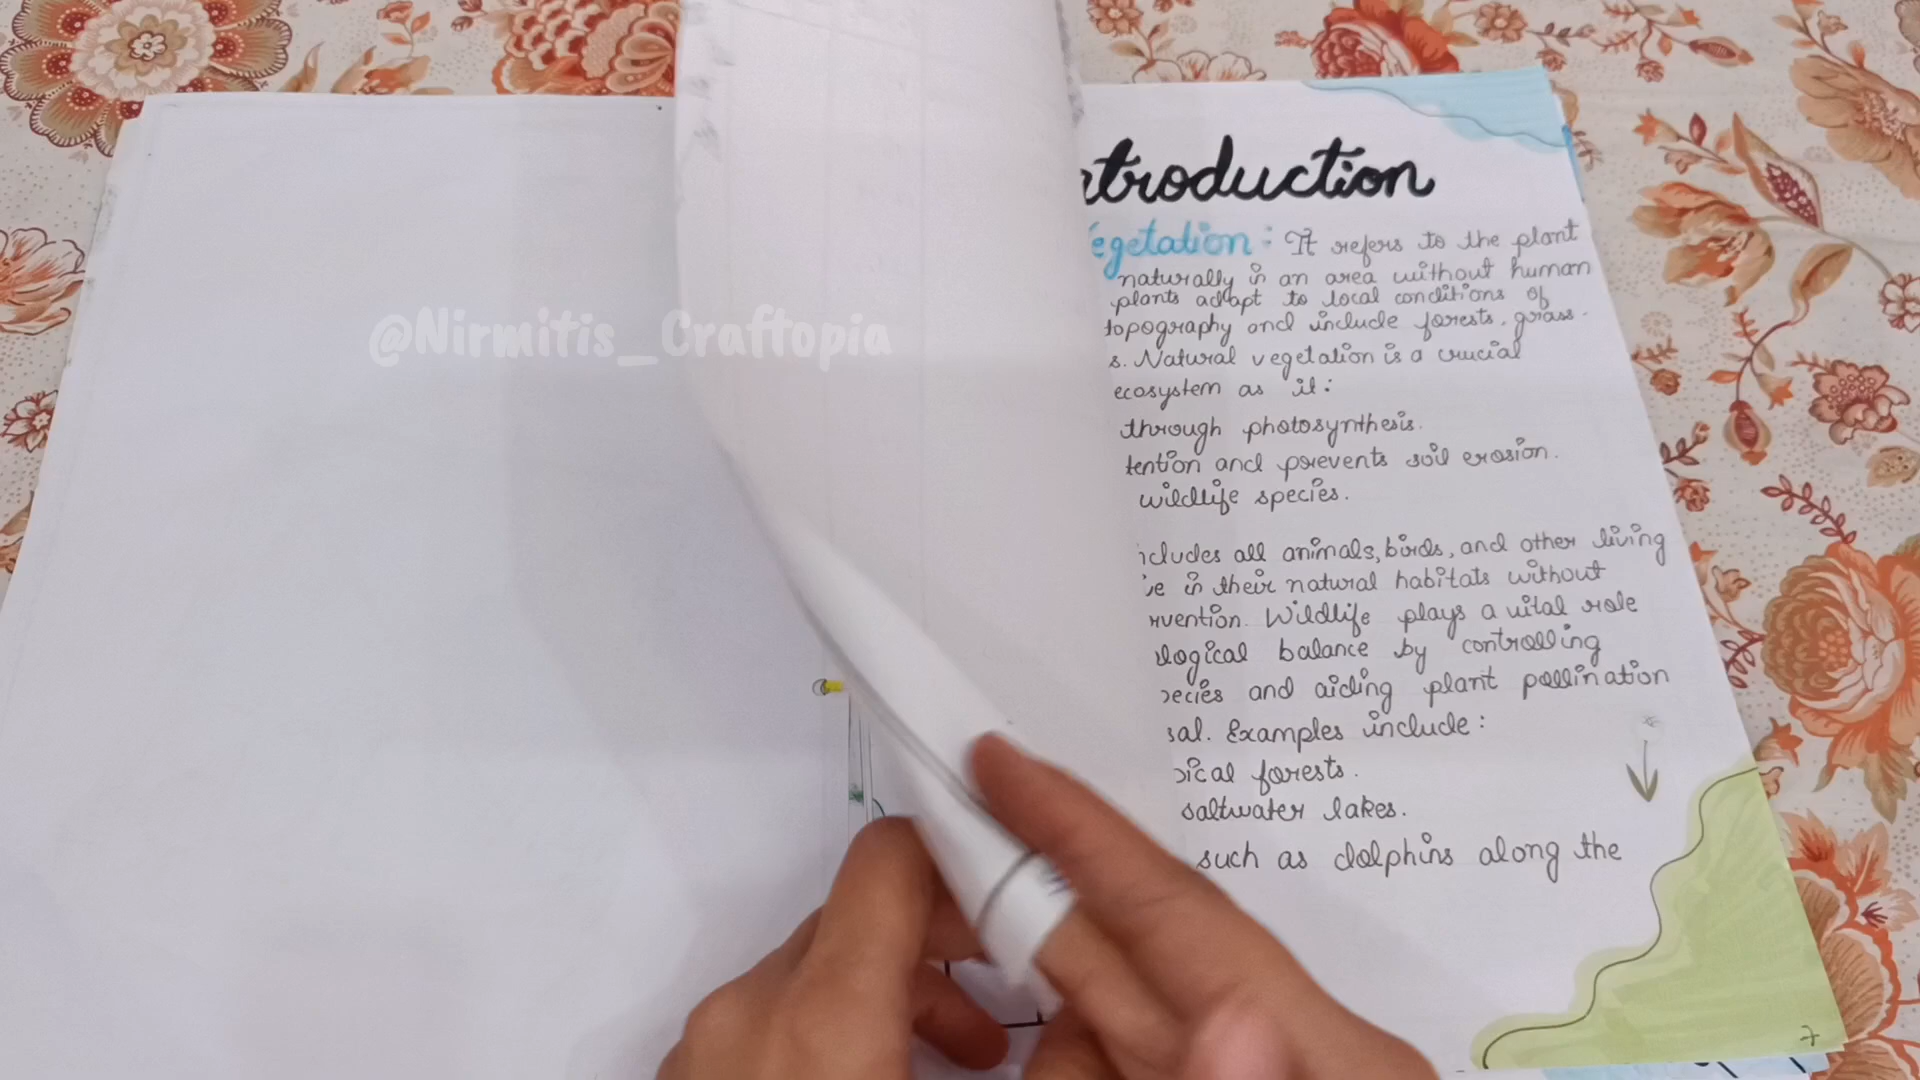 @Nirmitis_Craftopia
ntroduction
egetation: It refers to the plant
naturally in an area without human
plants adapt to local conditions of
topography and include forests, grass-
s. Natural vegetation is a crucial
ecosystem as it:
through photosynthesis.
tention and prevents soil erosion.
wildlife species.
ncludes all animals, birds, and other living
ve in their natural habitats without
rvention. Wildlife plays a vital role
logical balance by controlling
pecies and aiding plant pollination
sal. Examples include:
pical forests.
saltwater lakes.
such as dolphins along the
7